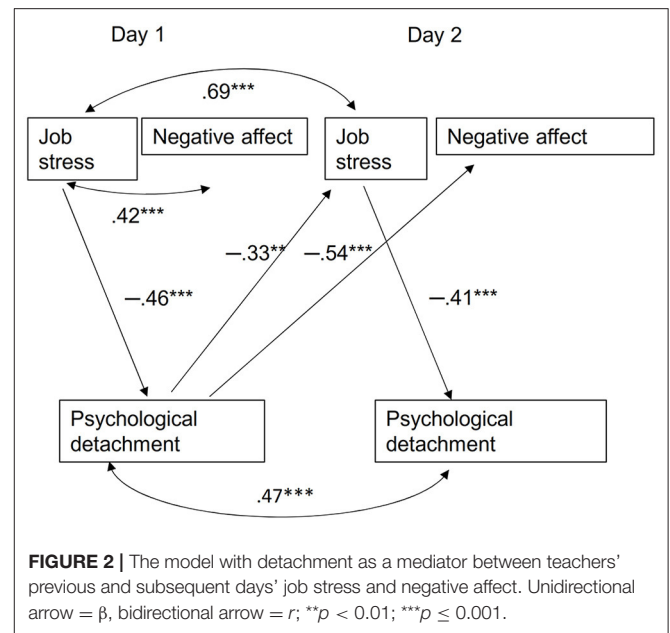 Day 1
Day 2
.69***
Job
stress
Negative affect
Job
stress
Negative affect
.42***
—.33**
—.54***
—.46***
—.41***
Psychological
detachment
Psychological
detachment
.47***
FIGURE 2 | The model with detachment as a mediator between teachers'
previous and subsequent days' job stress and negative affect. Unidirectional
arrow = β, bidirectional arrow = r; **p < 0.01; ***p ≤ 0.001.